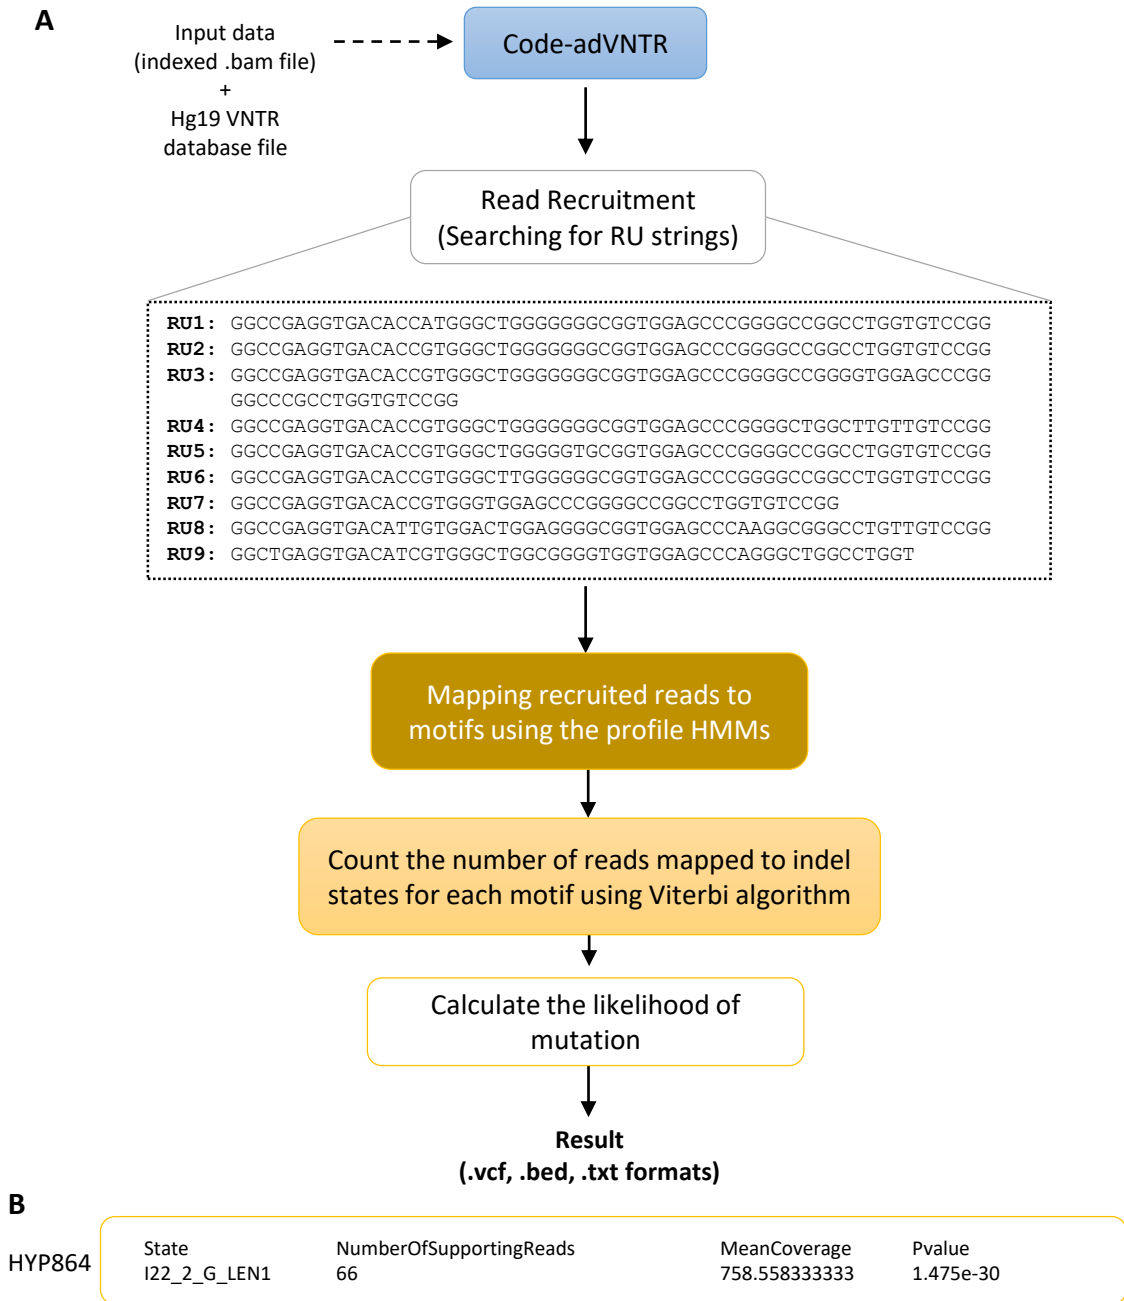 A
Input data
(indexed .bam file)
+
Hg19 VNTR
database file
Code-adVNTR
Read Recruitment
(Searching for RU strings)
RU1: GGCCGAGGTGACACCATGGGCTGGGGGGGCGGTGGAGCCCGGGGCCGGCCTGGTGTCCGG
RU2: GGCCGAGGTGACACCGTGGGCTGGGGGGGCGGTGGAGCCCGGGGCCGGCCTGGTGTCCGG
RU3: GGCCGAGGTGACACCGTGGGCTGGGGGGGCGGTGGAGCCCGGGGCCGGGGTGGAGCCCGG
GGCCCGCCTGGTGTCCGG
RU4: GGCCGAGGTGACACCGTGGGCTGGGGGGGCGGTGGAGCCCGGGGCTGGCTTGTTGTCCGG
RU5: GGCCGAGGTGACACCGTGGGCTGGGGGTGCGGTGGAGCCCGGGGCCGGCCTGGTGTCCGG
RU6: GGCCGAGGTGACACCGTGGGCTTGGGGGGCGGTGGAGCCCGGGGCCGGCCTGGTGTCCGG
RU7: GGCCGAGGTGACACCGTGGGTGGAGCCCGGGGCCGGCCTGGTGTCCGG
RU8: GGCCGAGGTGACATTGTGGACTGGAGGGGCGGTGGAGCCCAAGGCGGGCCTGTTGTCCGG
RU9: GGCTGAGGTGACATCGTGGGCTGGCGGGGTGGTGGAGCCCAGGGCTGGCCTGGT
Mapping recruited reads to
motifs using the profile HMMs
Count the number of reads mapped to indel
states for each motif using Viterbi algorithm
Calculate the likelihood of
mutation
Result
(.vcf, .bed, .txt formats)
B
HYP864
State NumberOfSupportingReads MeanCoverage Pvalue
I22_2_G_LEN1 66 758.558333333 1.475e-30